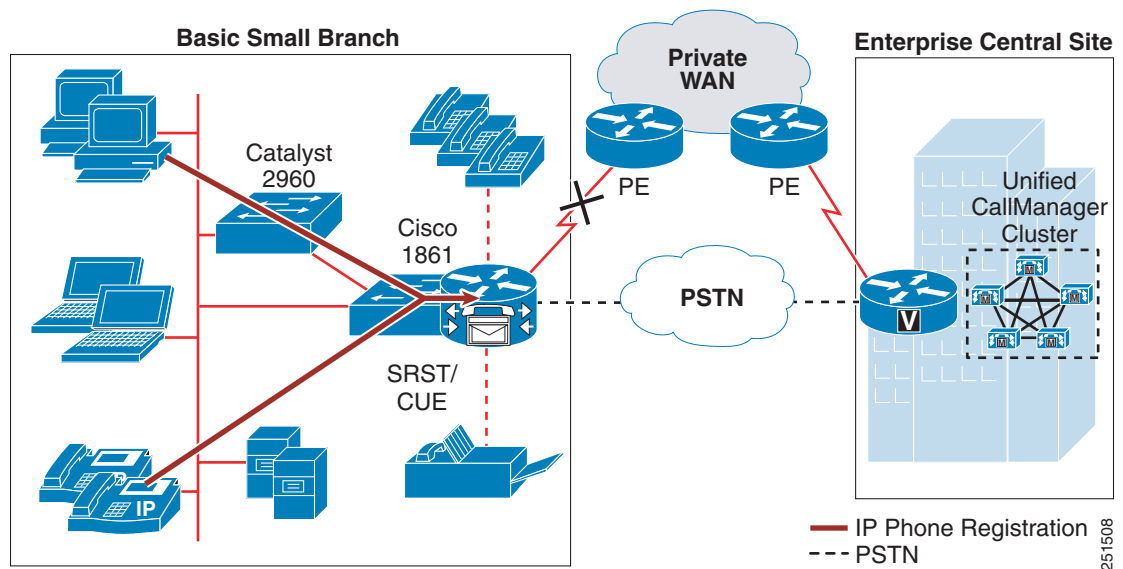 Basic Small Branch
Enterprise Central Site
Private
WAN
Catalyst
2960
PE
PE
Unified
CallManager
Cluster
Cisco
1861
PSTN
V
M
M
M
M
M
SRST/
CUE
IP
IP Phone Registration
PSTN
251508